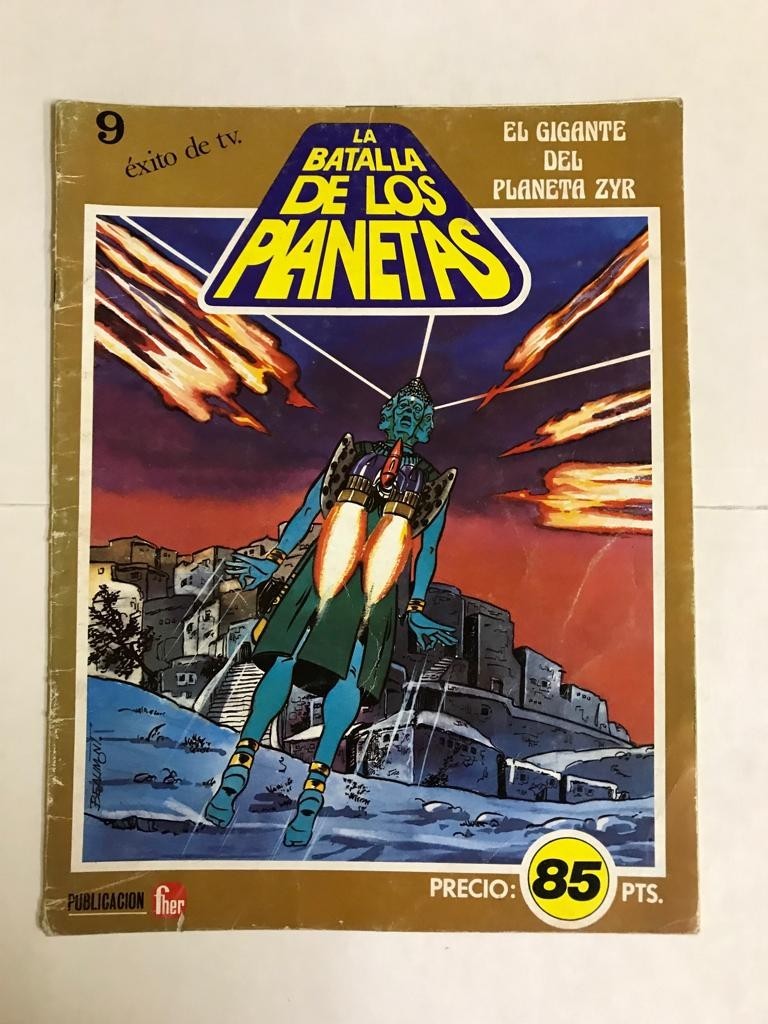 9
éxito de tv.
LA
BATALLA
DE LOS
PLANETAS
EL GIGANTE
DEL
PLANETA ZYR
BEAUMONT
PUBLICACION fher
PRECIO: 85 PTS.